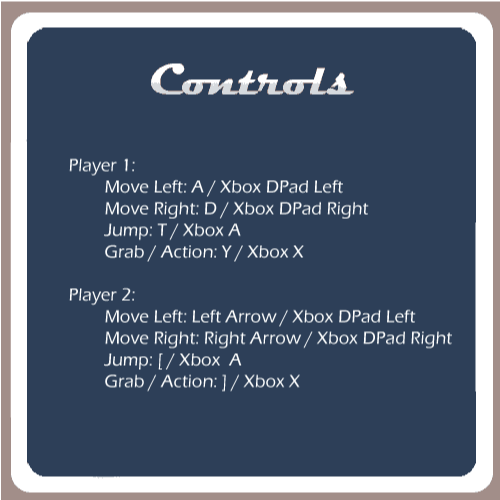 Controls
Player 1:
Move Left: A / Xbox DPad Left
Move Right: D / Xbox DPad Right
Jump: T / Xbox A
Grab / Action: Y / Xbox X
Player 2:
Move Left: Left Arrow / Xbox DPad Left
Move Right: Right Arrow / Xbox DPad Right
Jump: [ / Xbox  A
Grab / Action: ] / Xbox X